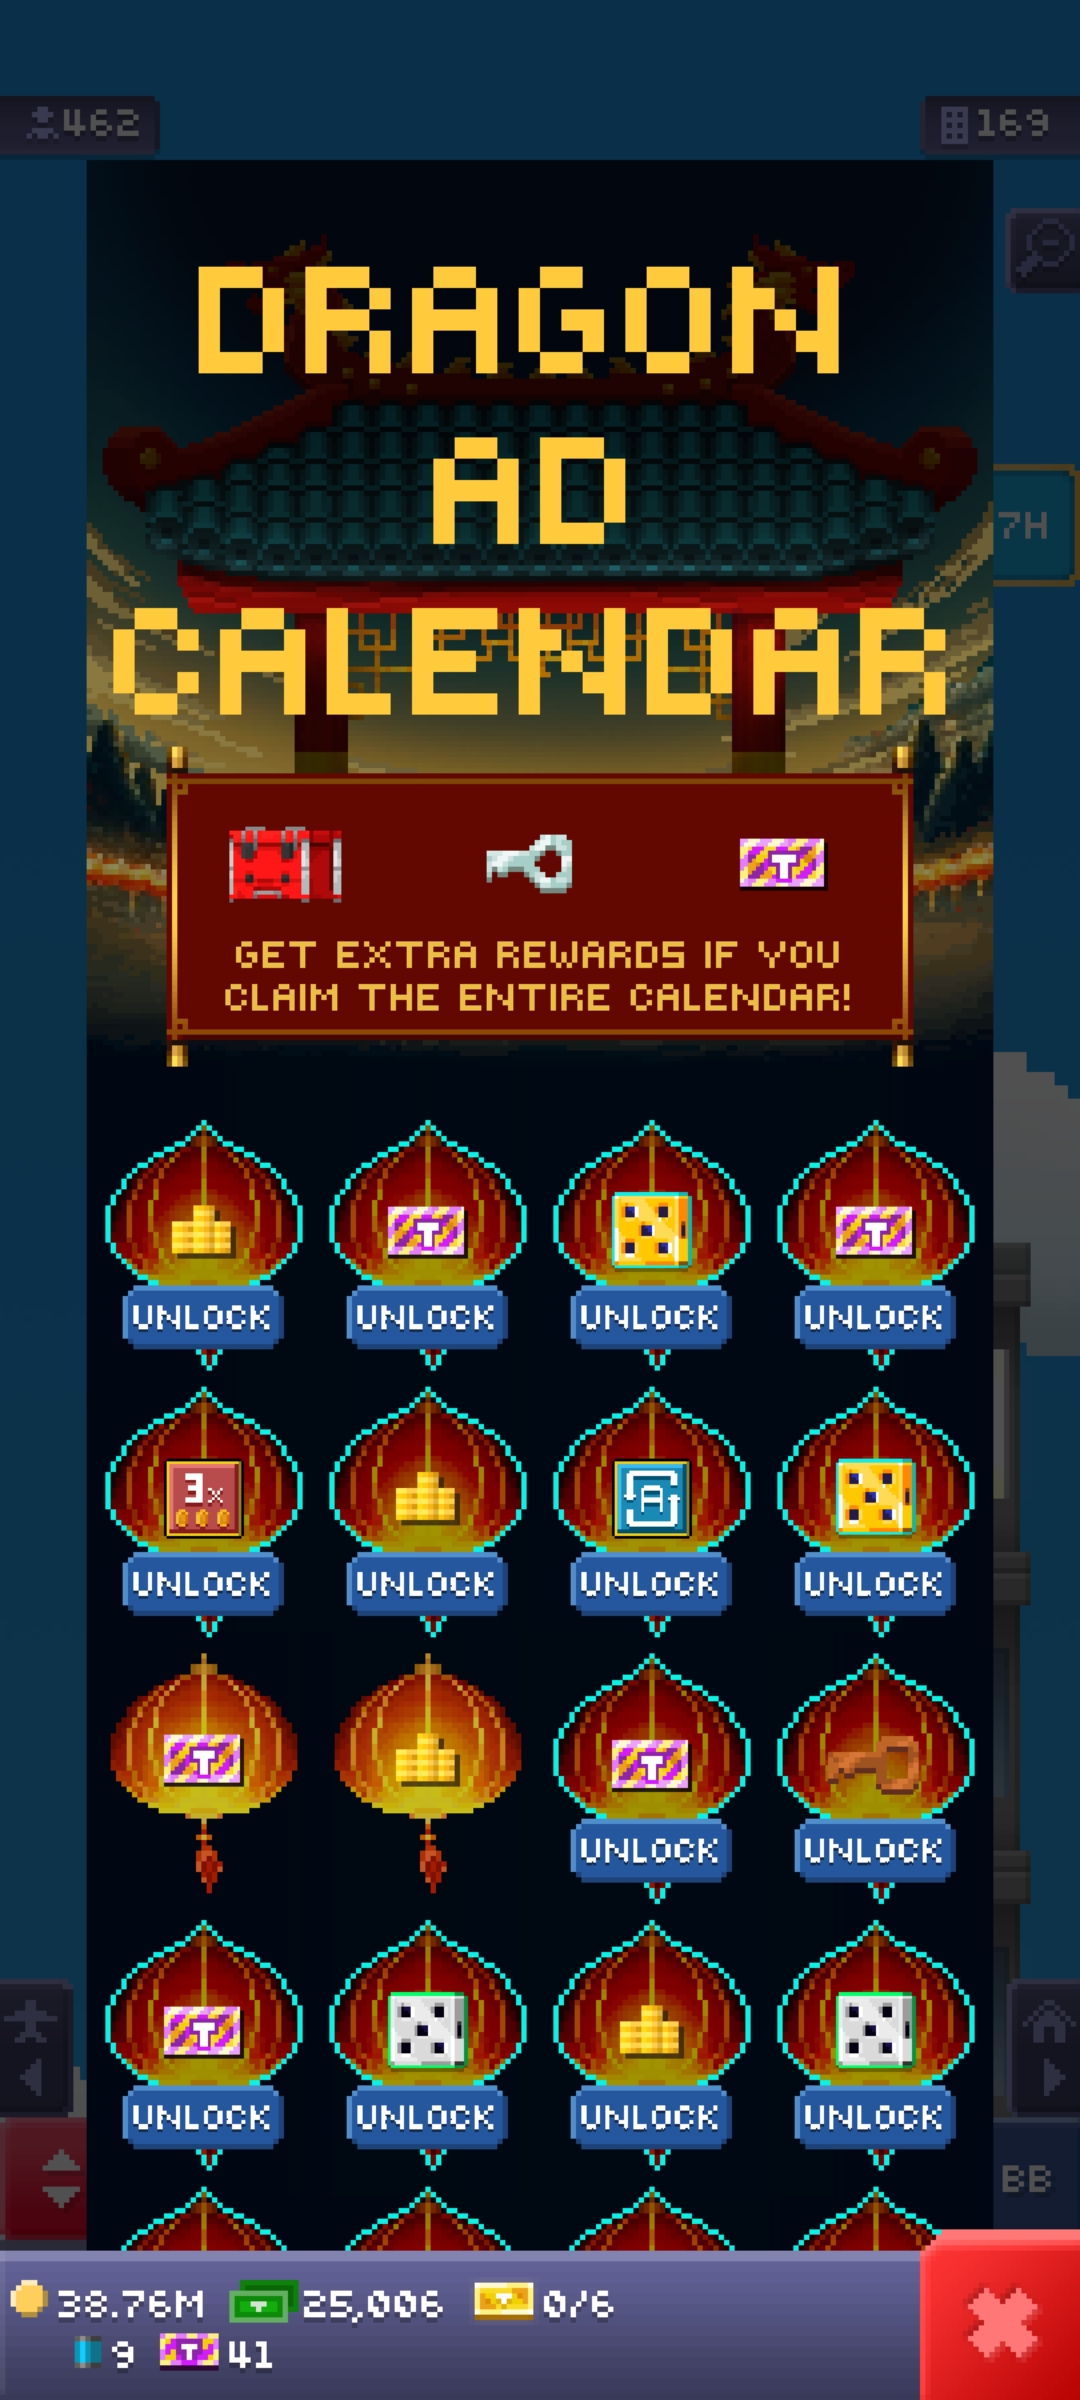 462
169
DRAGON
AD
CALENDAR
7H
T
GET EXTRA REWARDS IF YOU
CLAIM THE ENTIRE CALENDAR!
T T
UNLOCK UNLOCK UNLOCK UNLOCK
3x A
UNLOCK UNLOCK UNLOCK UNLOCK
T T
UNLOCK UNLOCK
T
UNLOCK UNLOCK UNLOCK UNLOCK
BB
38.76M 25,006 0/6
9 T 41